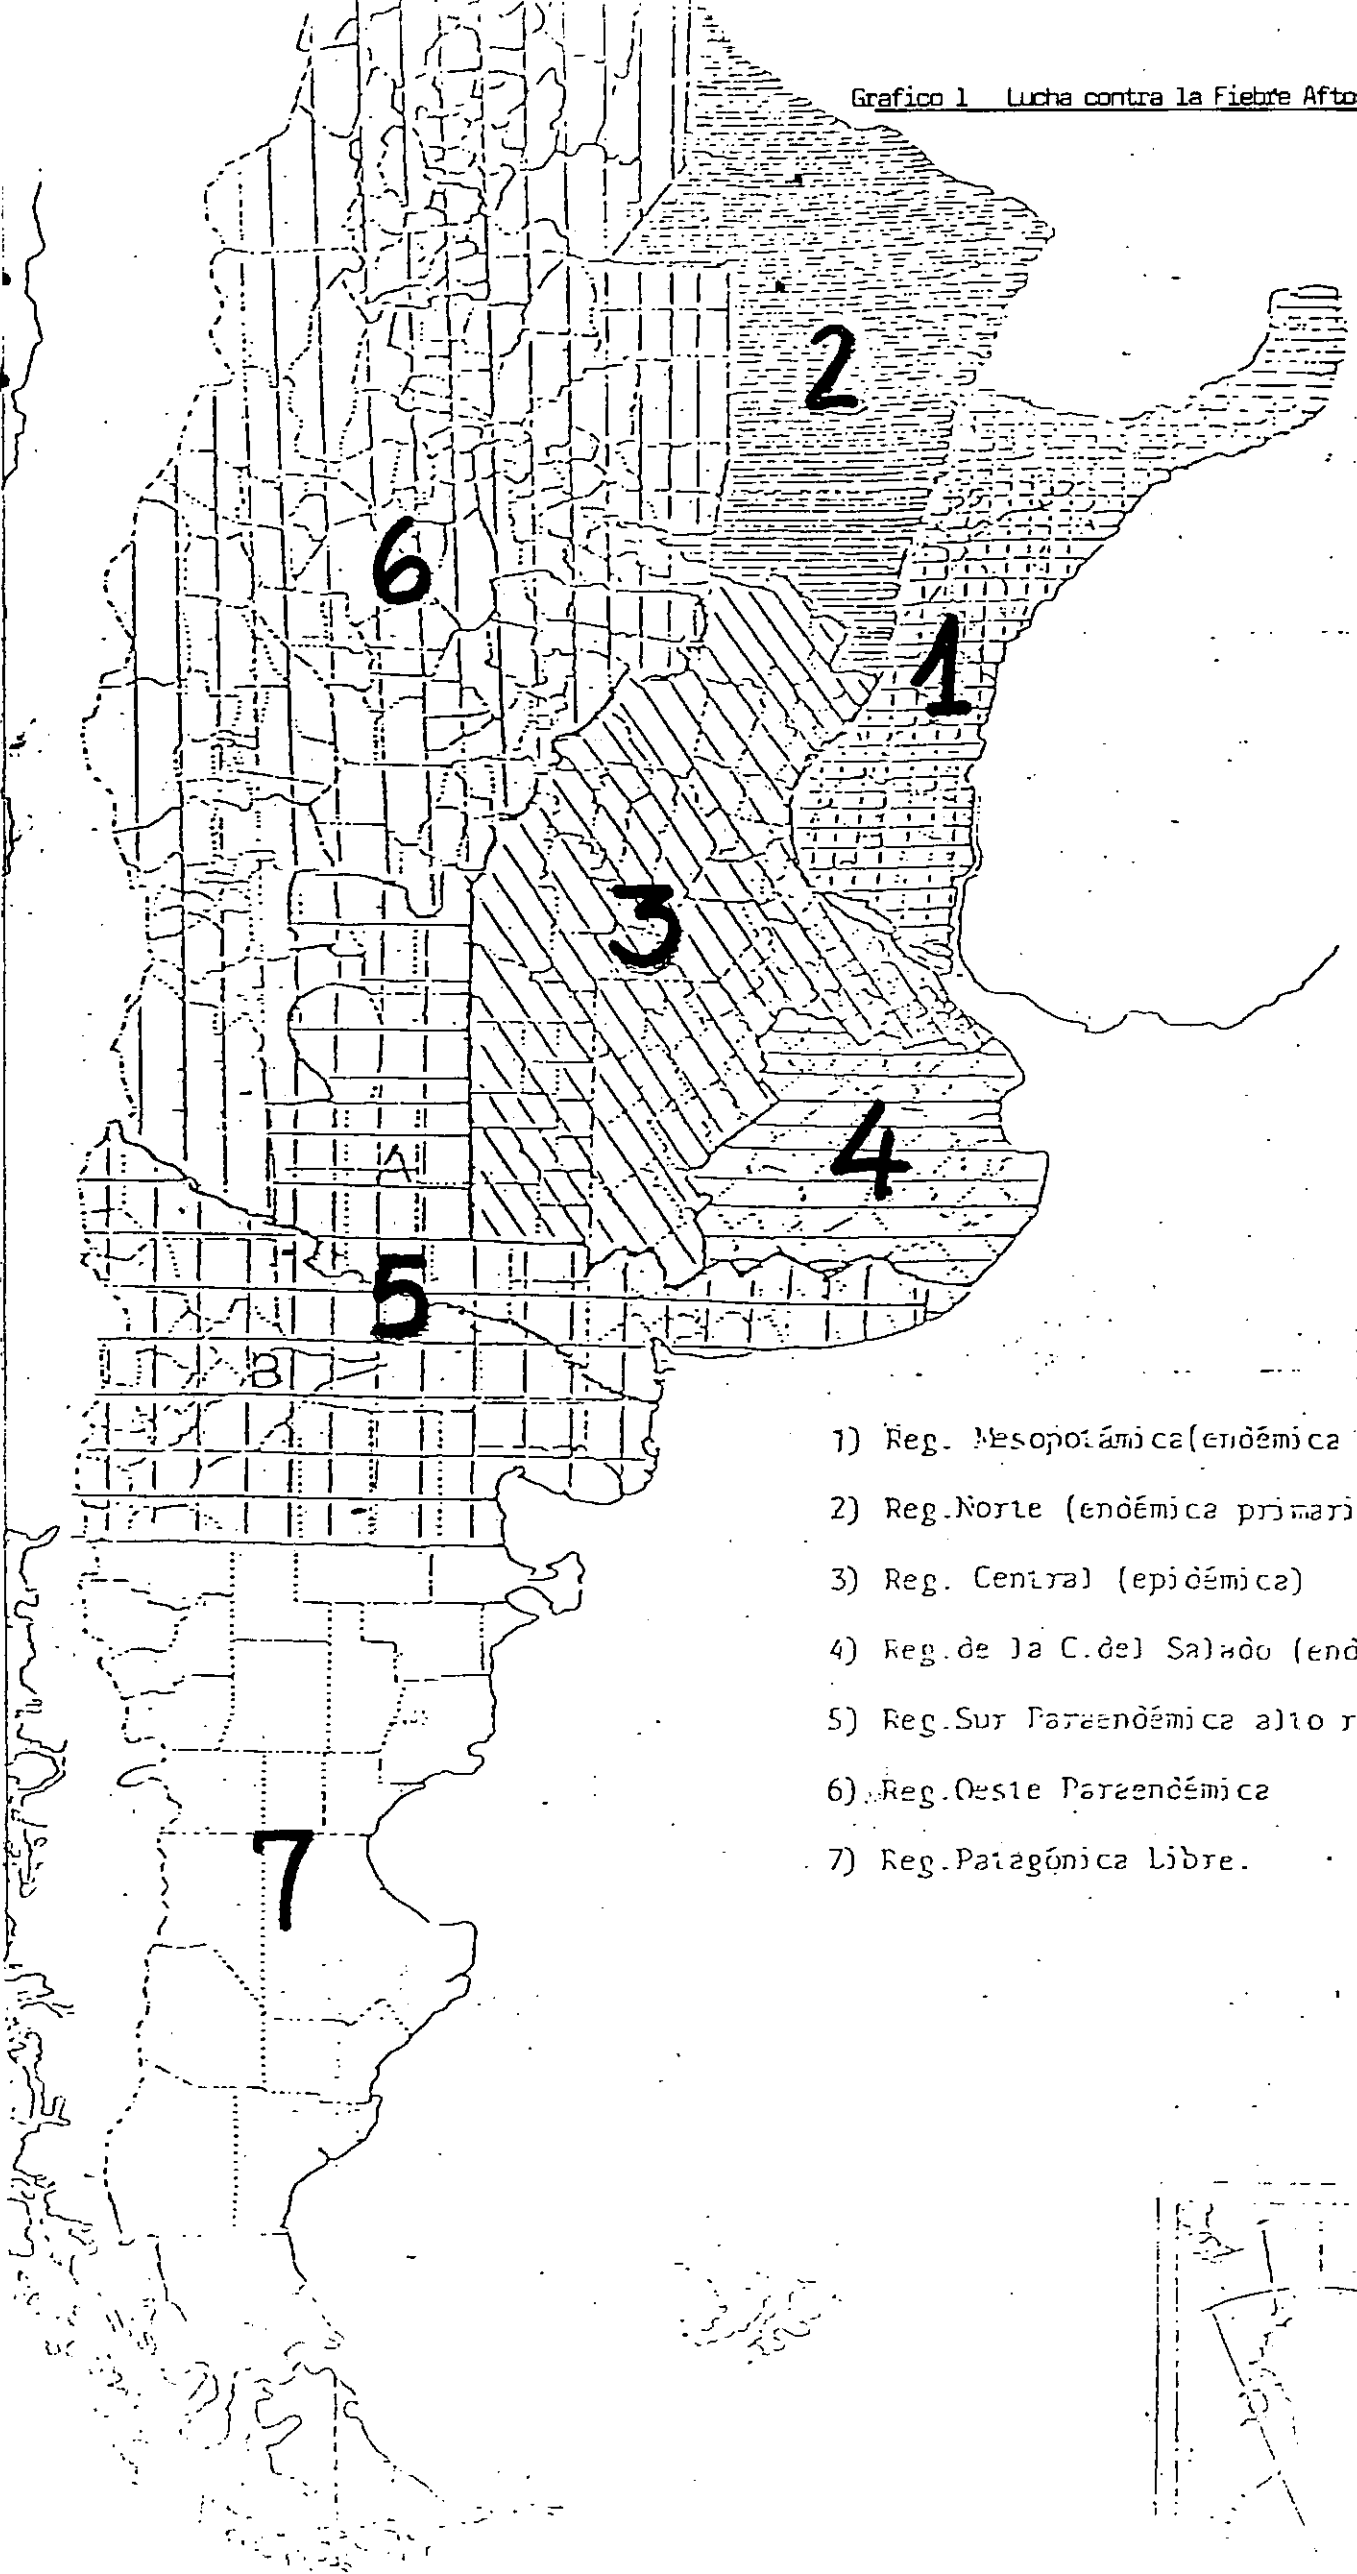 Grafico 1 Lucha contra la Fiebre Afto
2
6
1
3
4
A
5
B
7
1) Reg. Mesopotámica(endémica
2) Reg.Norte (endémica primari
3) Reg. Central (epidémica)
4) Reg.de la C.del Salado (end
5) Reg.Sur Paraendémica alto r
6) Reg.Oeste Paraendémica
7) Reg.Patagónica Libre.